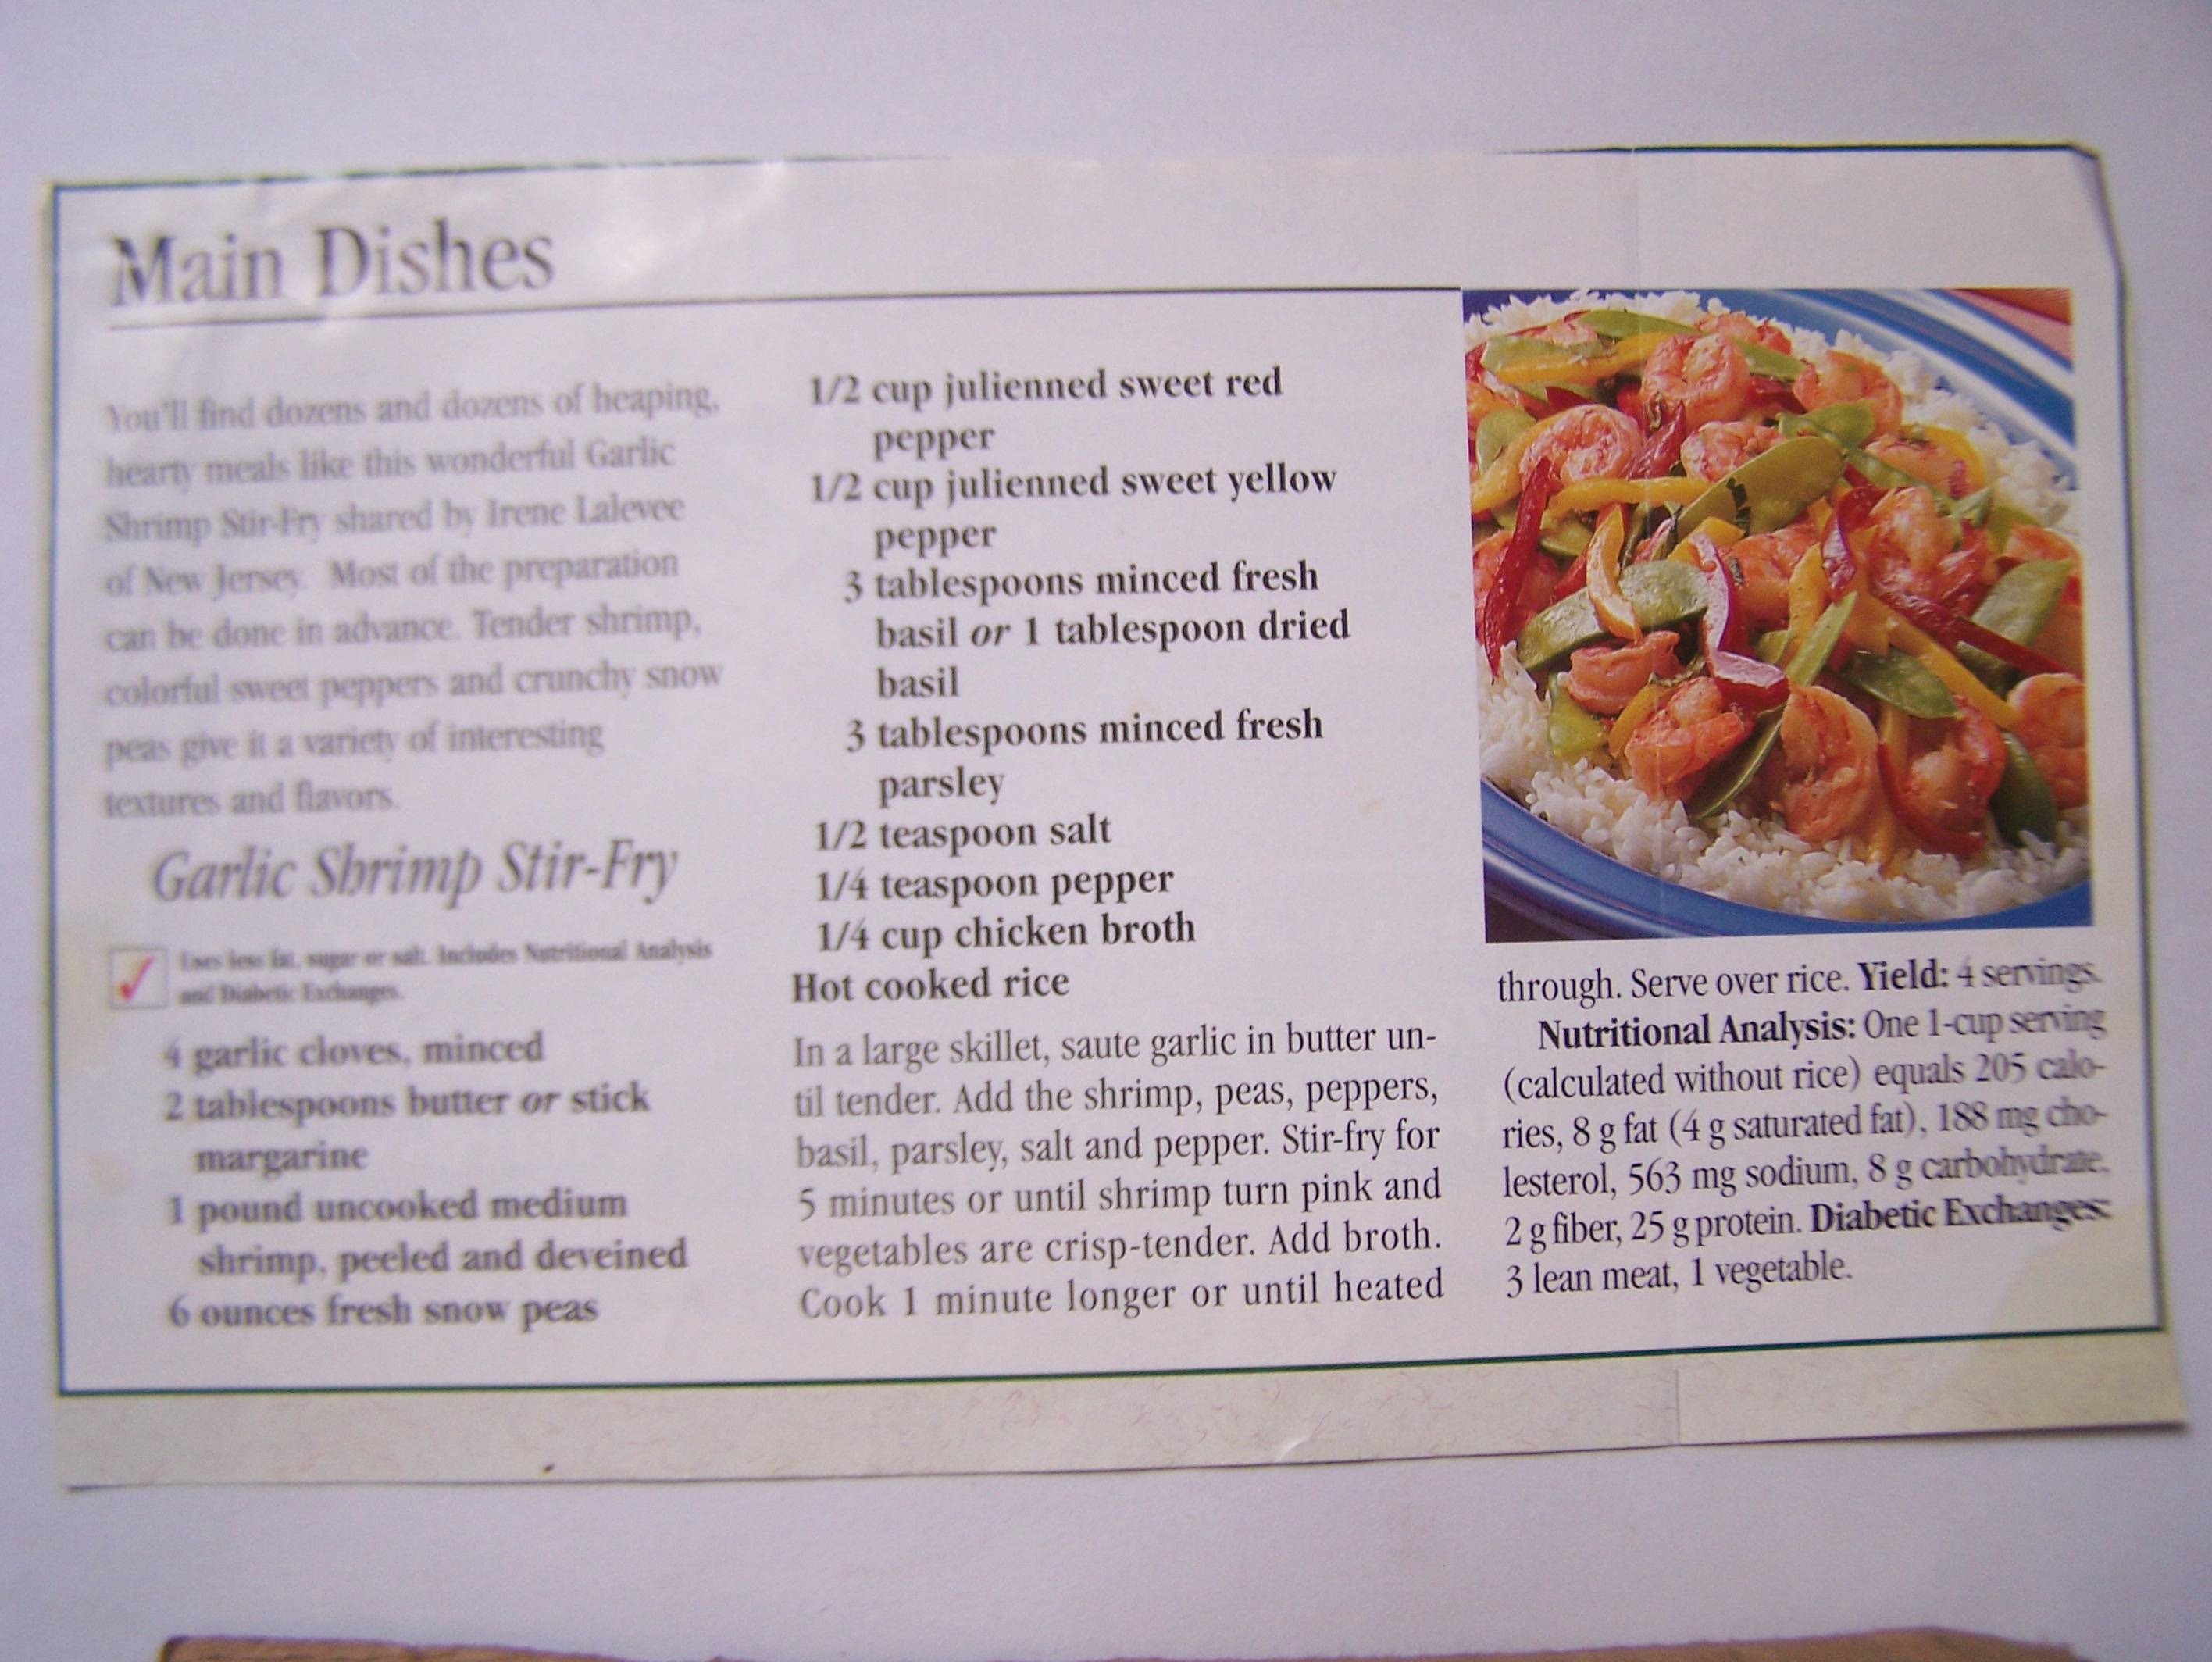 Main Dishes
You'll find dozens and dozens of heaping,
hearty meals like this wonderful Garlic
Shrimp Stir-Fry shared by Irene Lalevee
of New Jersey. Most of the preparation
can be done in advance. Tender shrimp,
colorful sweet peppers and crunchy snow
peas give it a variety of interesting
textures and flavors.
Garlic Shrimp Stir-Fry
Uses less fat, sugar or salt. Includes Nutritional Analysis
and Diabetic Exchanges.
4 garlic cloves, minced
2 tablespoons butter or stick
margarine
1 pound uncooked medium
shrimp, peeled and deveined
6 ounces fresh snow peas
1/2 cup julienned sweet red
pepper
1/2 cup julienned sweet yellow
pepper
3 tablespoons minced fresh
basil or 1 tablespoon dried
basil
3 tablespoons minced fresh
parsley
1/2 teaspoon salt
1/4 teaspoon pepper
1/4 cup chicken broth
Hot cooked rice
In a large skillet, saute garlic in butter un-
til tender. Add the shrimp, peas, peppers,
basil, parsley, salt and pepper. Stir-fry for
5 minutes or until shrimp turn pink and
vegetables are crisp-tender. Add broth.
Cook 1 minute longer or until heated
through. Serve over rice. Yield: 4 servings.
Nutritional Analysis: One 1-cup serving
(calculated without rice) equals 205 calo-
ries, 8 g fat (4 g saturated fat), 188 mg cho-
lesterol, 563 mg sodium, 8 g carbohydrate,
2 g fiber, 25 g protein. Diabetic Exchanges:
3 lean meat, 1 vegetable.